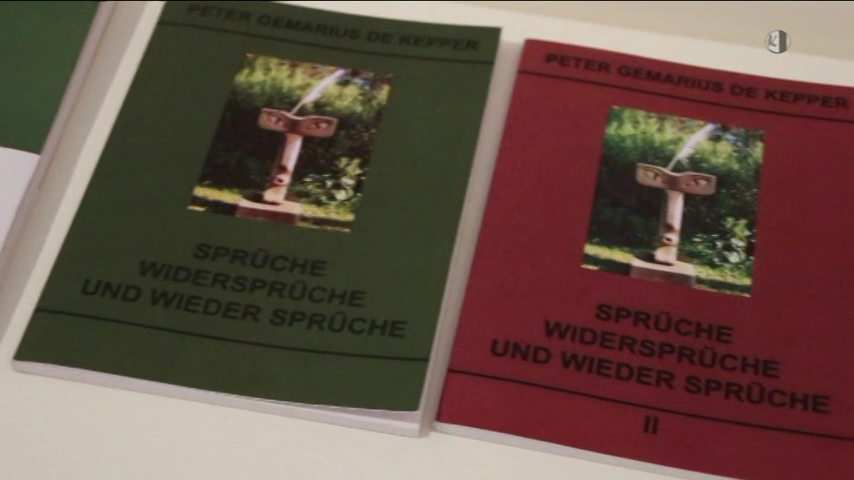 PETER GEMARIUS DE KEPPER
SPRÜCHE
WIDERSPRÜCHE
UND WIEDER SPRÜCHE
PETER GEMARIUS DE KEPPER
SPRÜCHE
WIDERSPRÜCHE
UND WIEDER SPRÜCHE
II